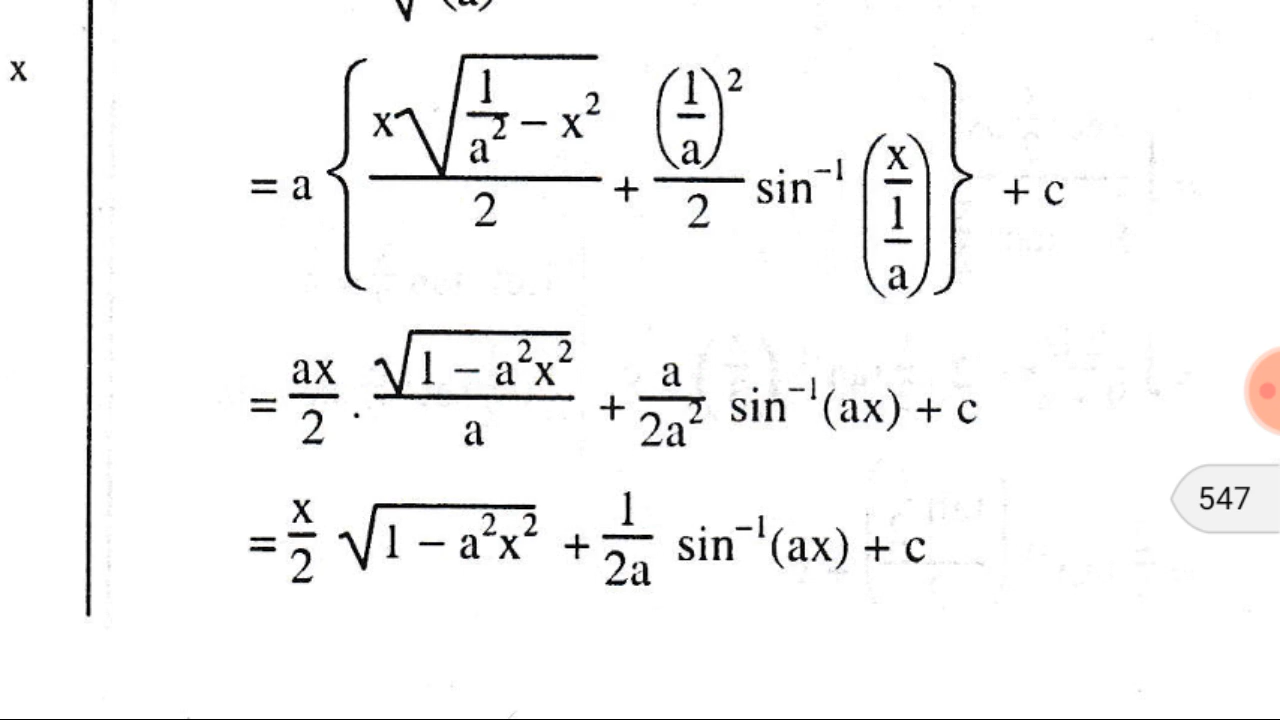 √ (a)
x
= a { x√(1/a² − x²) / 2 + (1/a)² / 2 sin⁻¹ (x / (1/a)) } + c
= ax/2 . √(1 − a²x²) / a + a/2a² sin⁻¹(ax) + c
547
= x/2 √(1 − a²x²) + 1/2a sin⁻¹(ax) + c